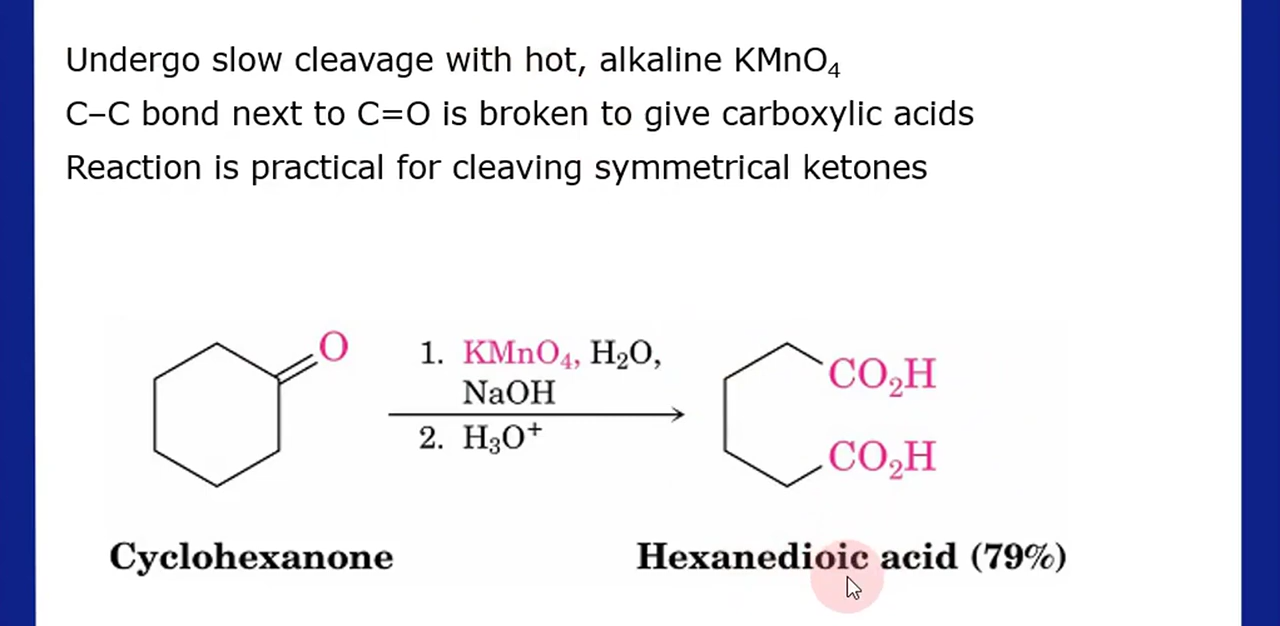 Undergo slow cleavage with hot, alkaline KMnO₄
C–C bond next to C=O is broken to give carboxylic acids
Reaction is practical for cleaving symmetrical ketones
O
1. KMnO₄, H₂O,
NaOH
2. H₃O⁺
CO₂H
CO₂H
Cyclohexanone
Hexanedioic acid (79%)